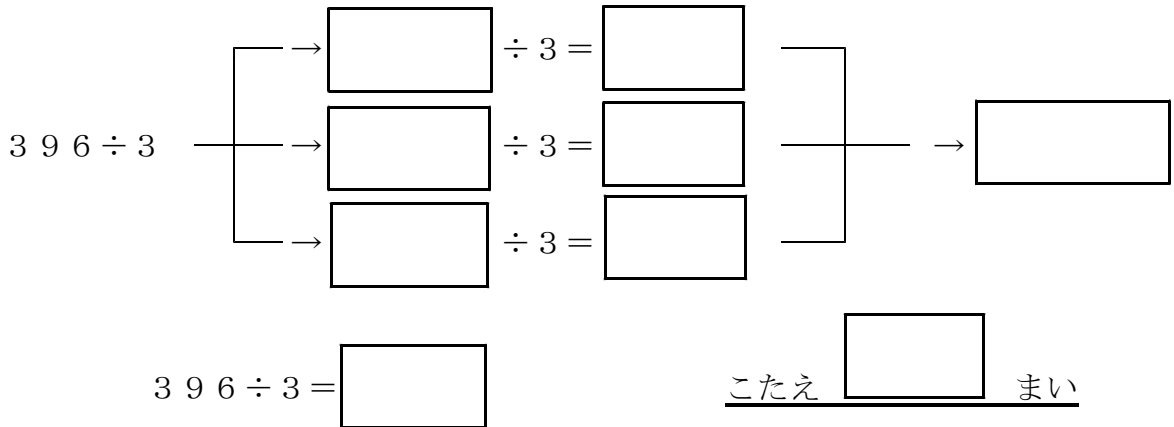 → ÷3=
396÷3 → ÷3= →
→ ÷3=
396÷3=
こたえ まい